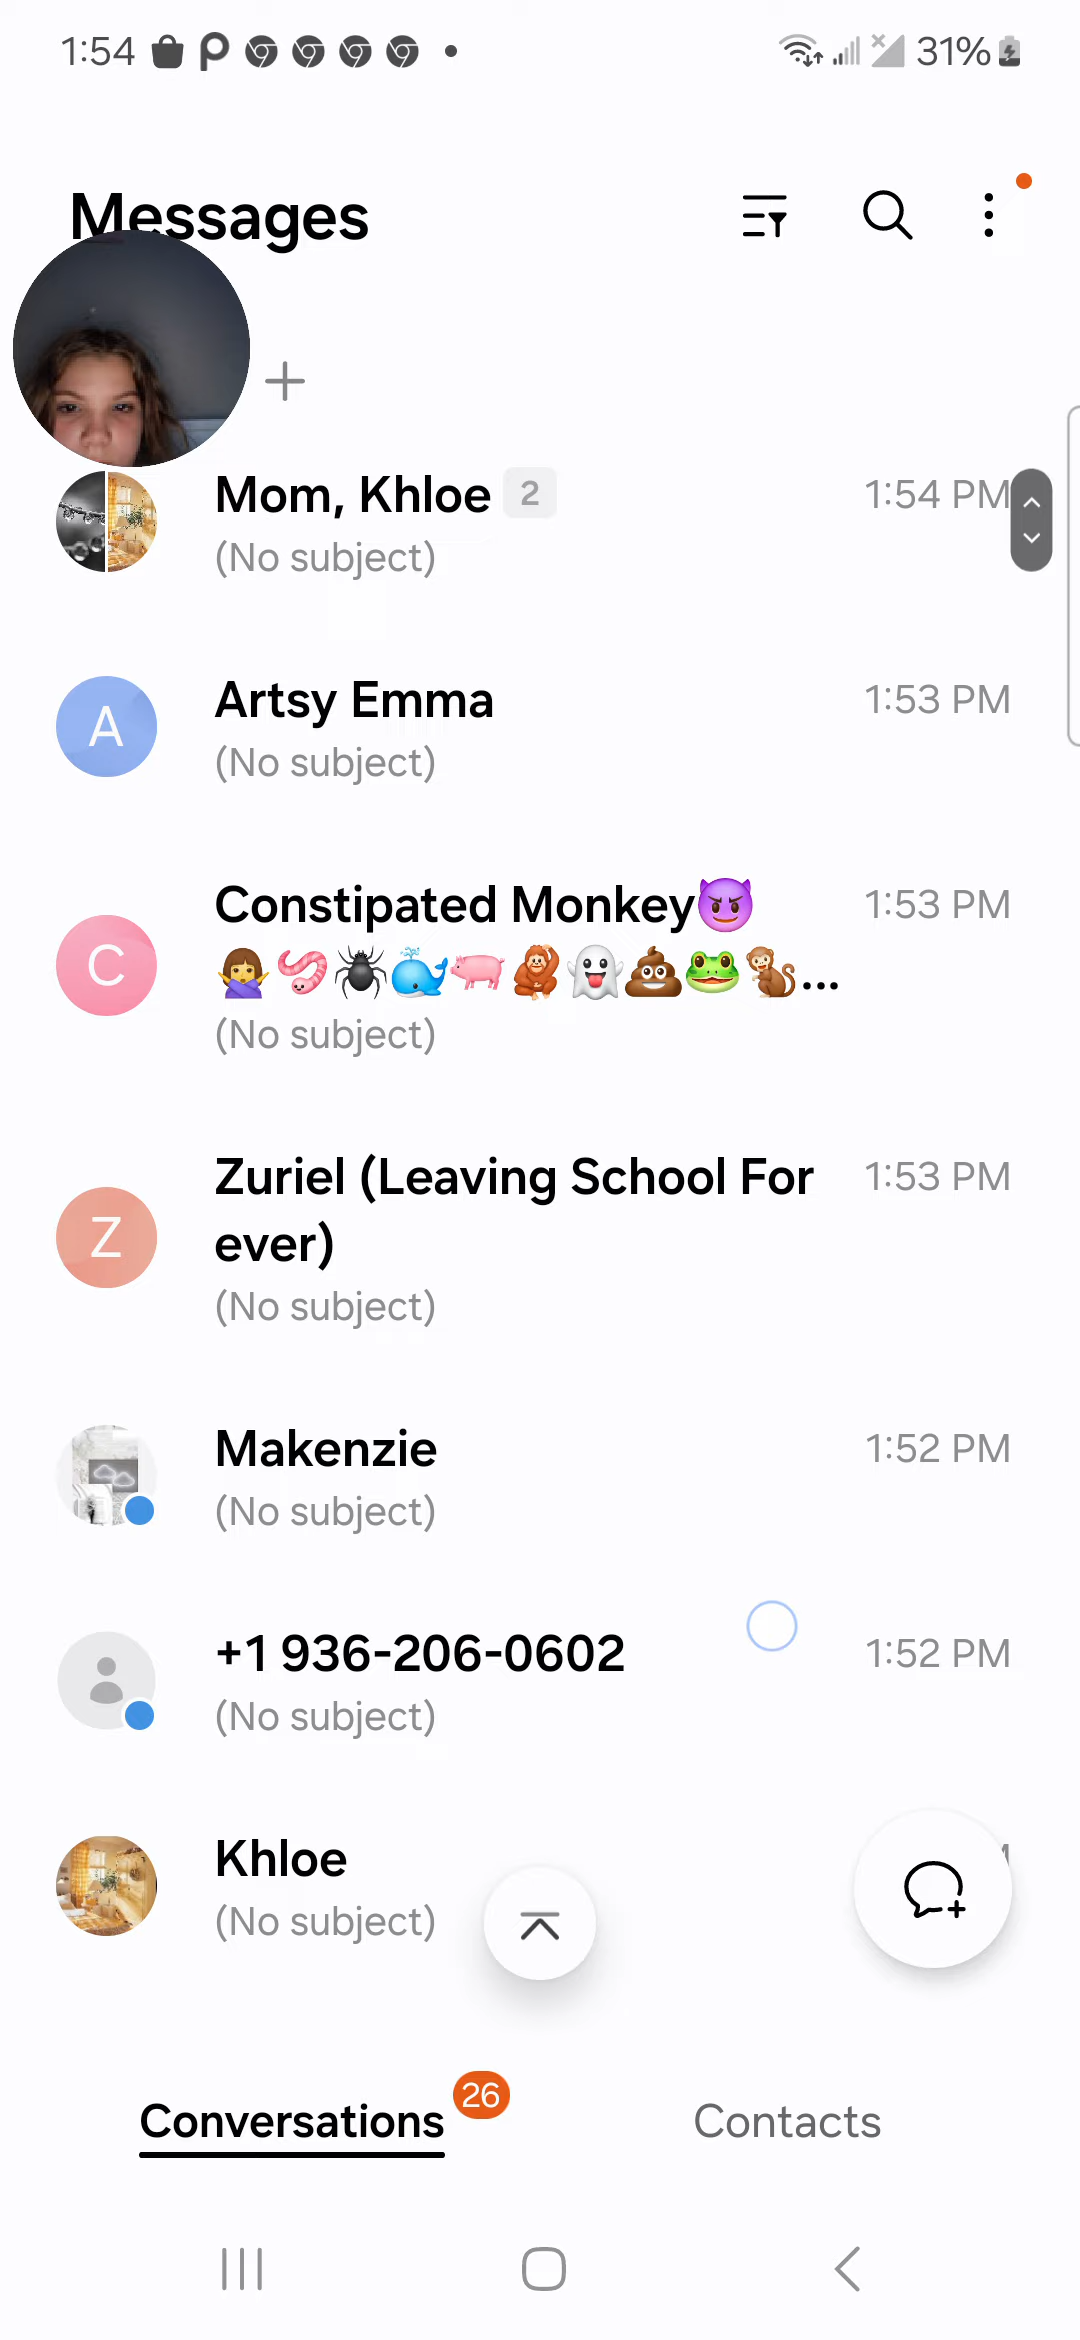 1:54
31%
Messages
Mom, Khloe 2 1:54 PM
(No subject)
A
Artsy Emma 1:53 PM
(No subject)
C
Constipated Monkey😈 1:53 PM
🙅‍♀️🪱🕷️🐳🐖🦧👻💩🐸🐒...
(No subject)
Z
Zuriel (Leaving School For 1:53 PM
ever)
(No subject)
Makenzie 1:52 PM
(No subject)
+1 936-206-0602 1:52 PM
(No subject)
Khloe
(No subject)
Conversations 26
Contacts